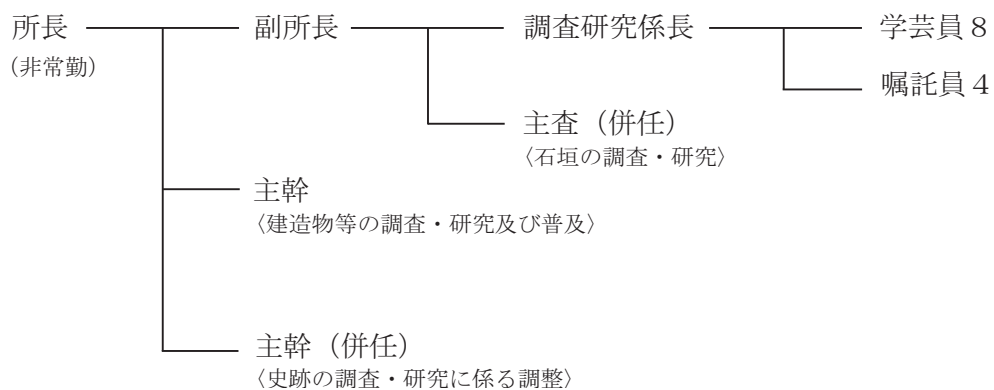 所長
(非常勤)
副所長
調査研究係長
学芸員８
嘱託員４
主査（併任）
〈石垣の調査・研究〉
主幹
〈建造物等の調査・研究及び普及〉
主幹（併任）
〈史跡の調査・研究に係る調整〉